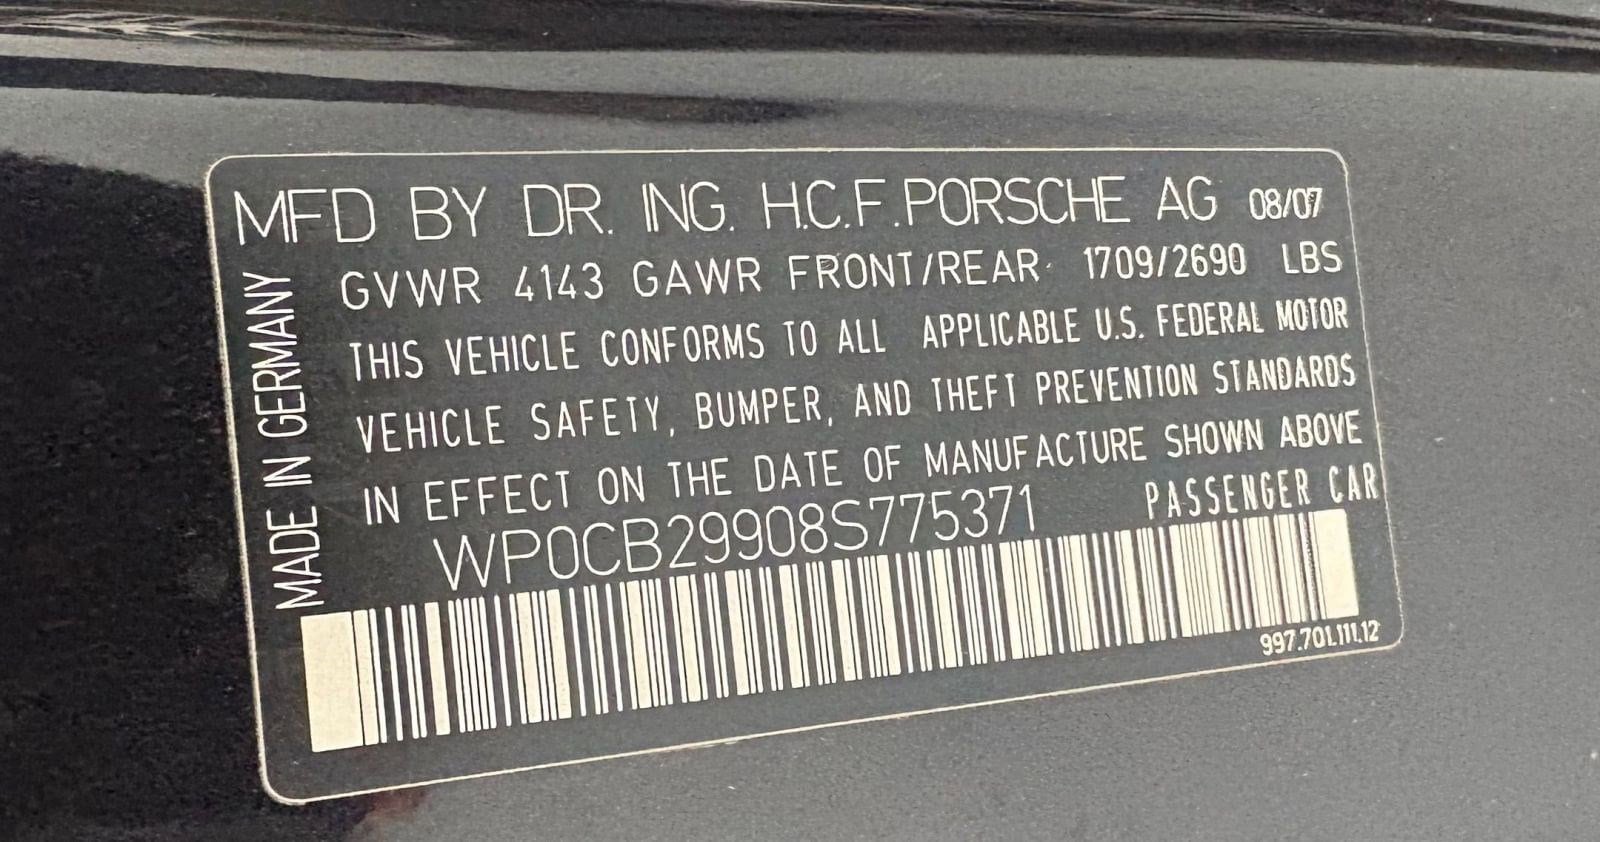 MFD BY DR. ING. H.C.F.PORSCHE AG 08/07
GVWR 4143 GAWR FRONT/REAR 1709/2690 LBS
THIS VEHICLE CONFORMS TO ALL APPLICABLE U.S. FEDERAL MOTOR
VEHICLE SAFETY, BUMPER, AND THEFT PREVENTION STANDARDS
IN EFFECT ON THE DATE OF MANUFACTURE SHOWN ABOVE
WP0CB29908S775371 PASSENGER CAR
997.701.111.12
MADE IN GERMANY